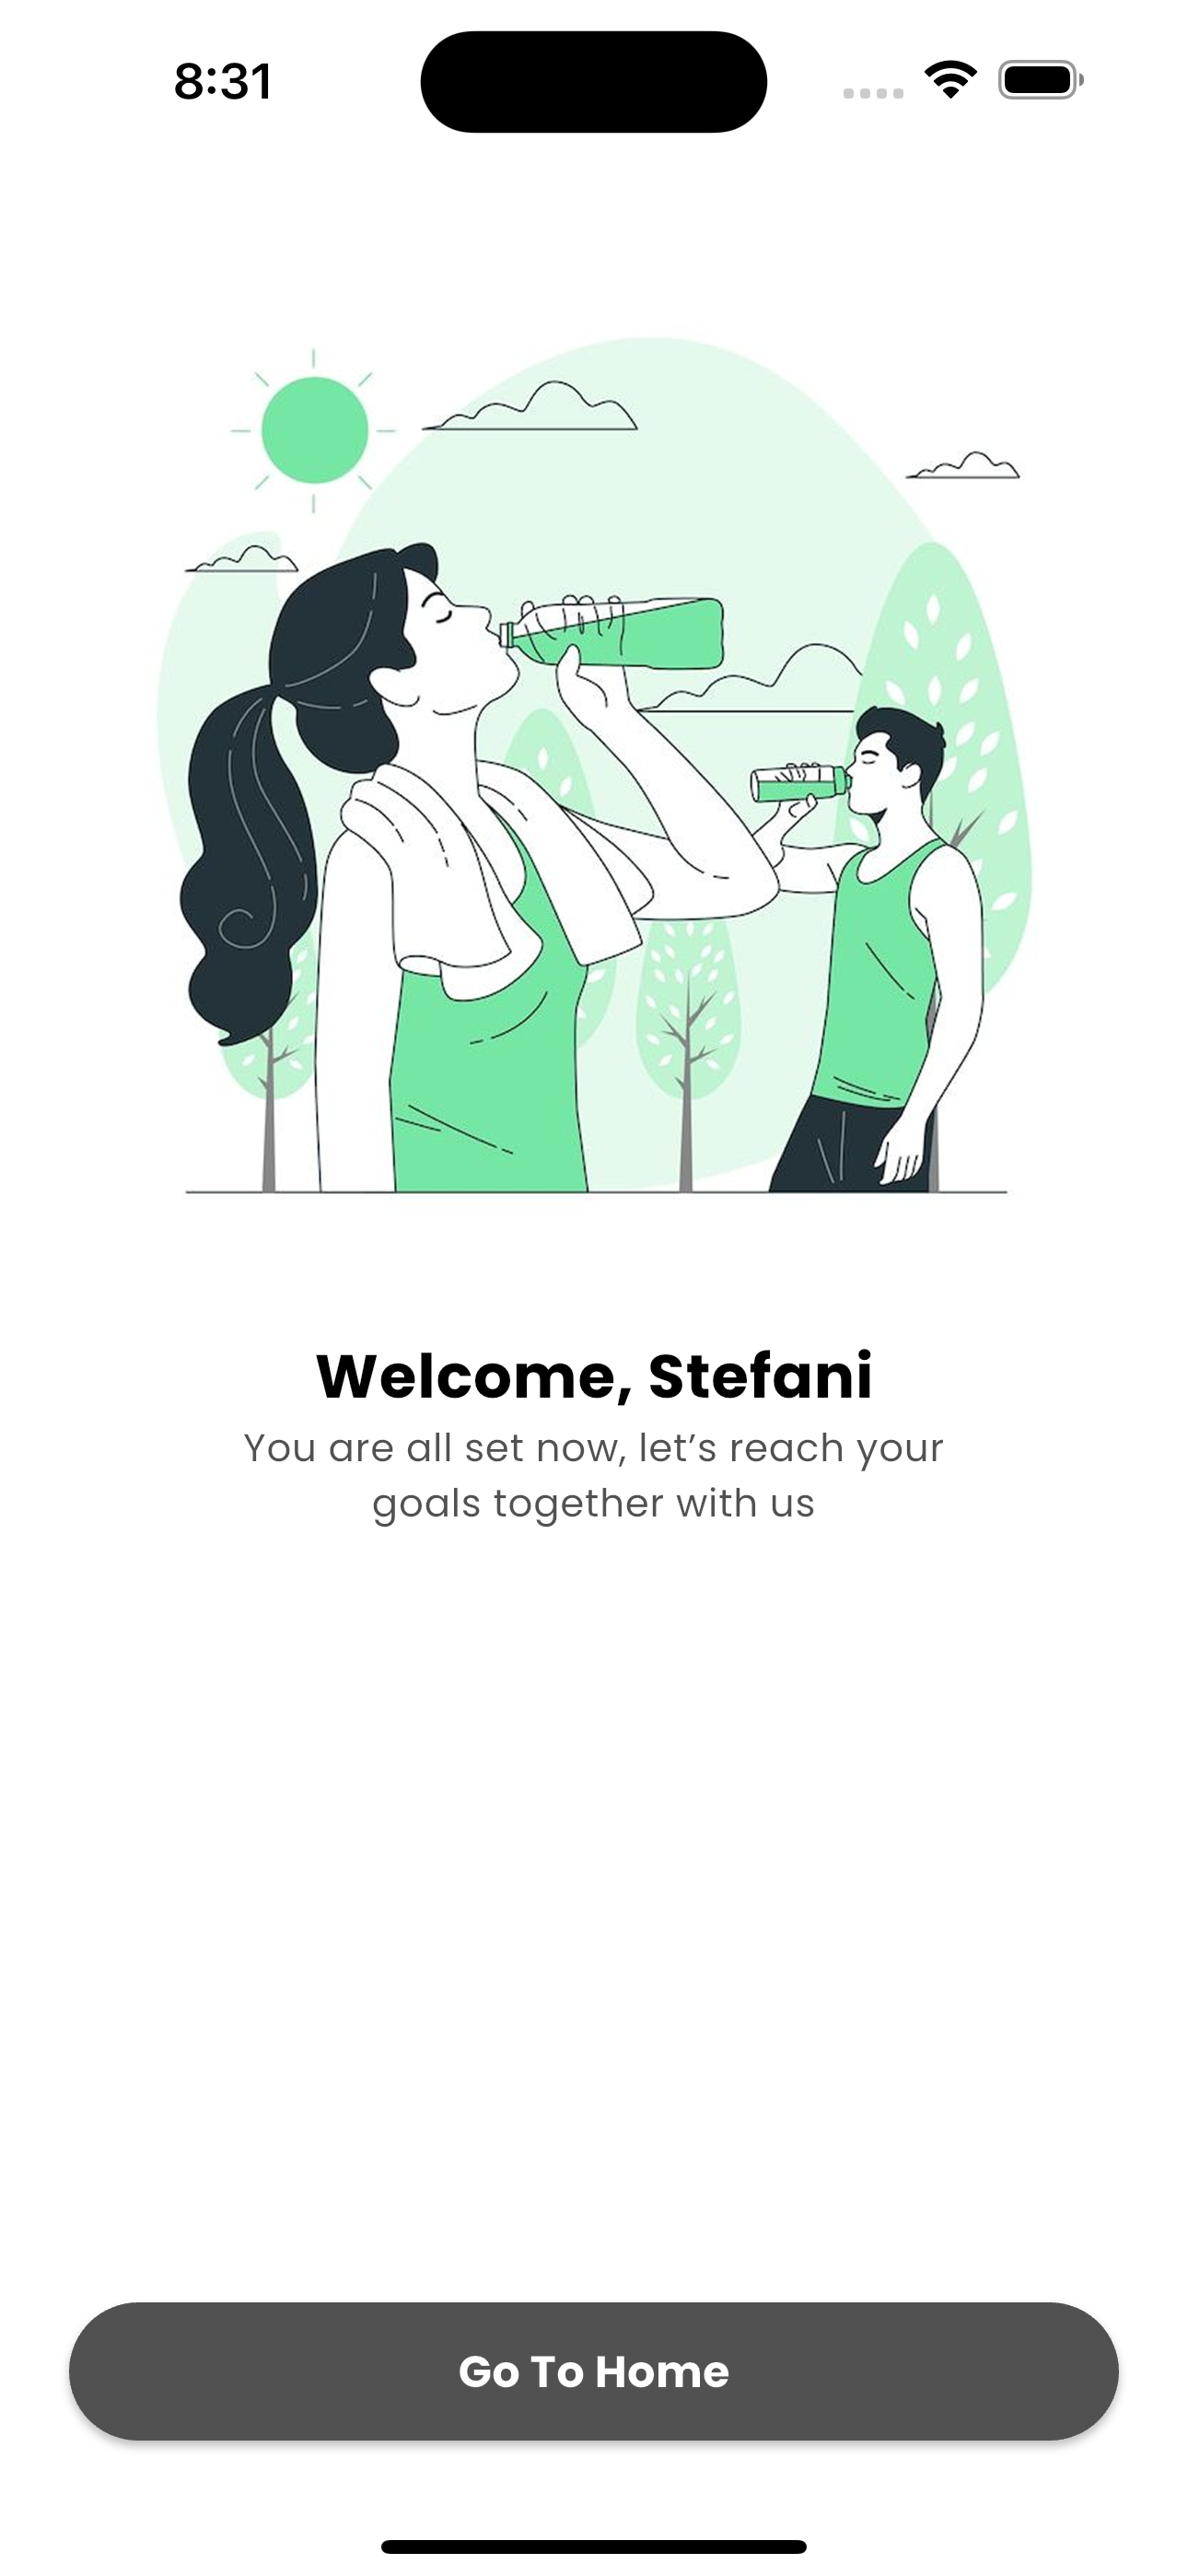 8:31
Welcome, Stefani
You are all set now, let’s reach your
goals together with us
Go To Home